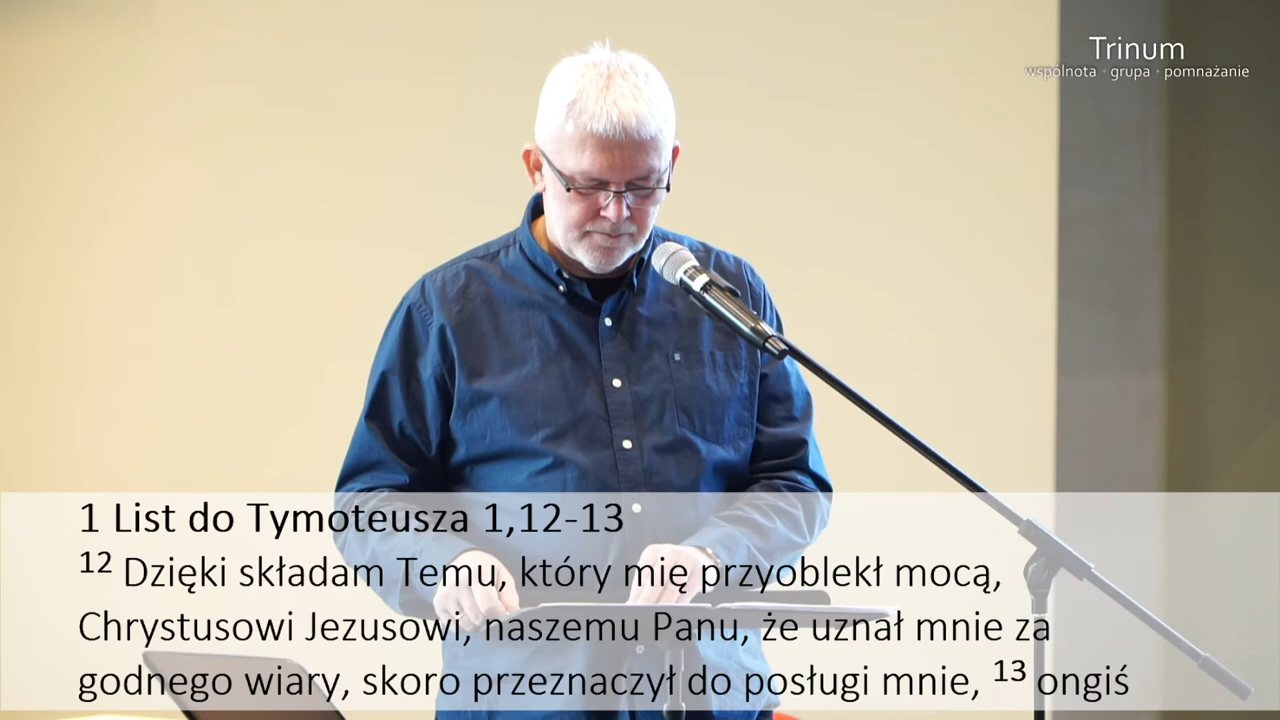 Trinum
wspólnota · grupa · pomnażanie
1 List do Tymoteusza 1,12-13
12 Dzięki składam Temu, który mię przyoblekł mocą,
Chrystusowi Jezusowi, naszemu Panu, że uznał mnie za
godnego wiary, skoro przeznaczył do posługi mnie, 13 ongiś